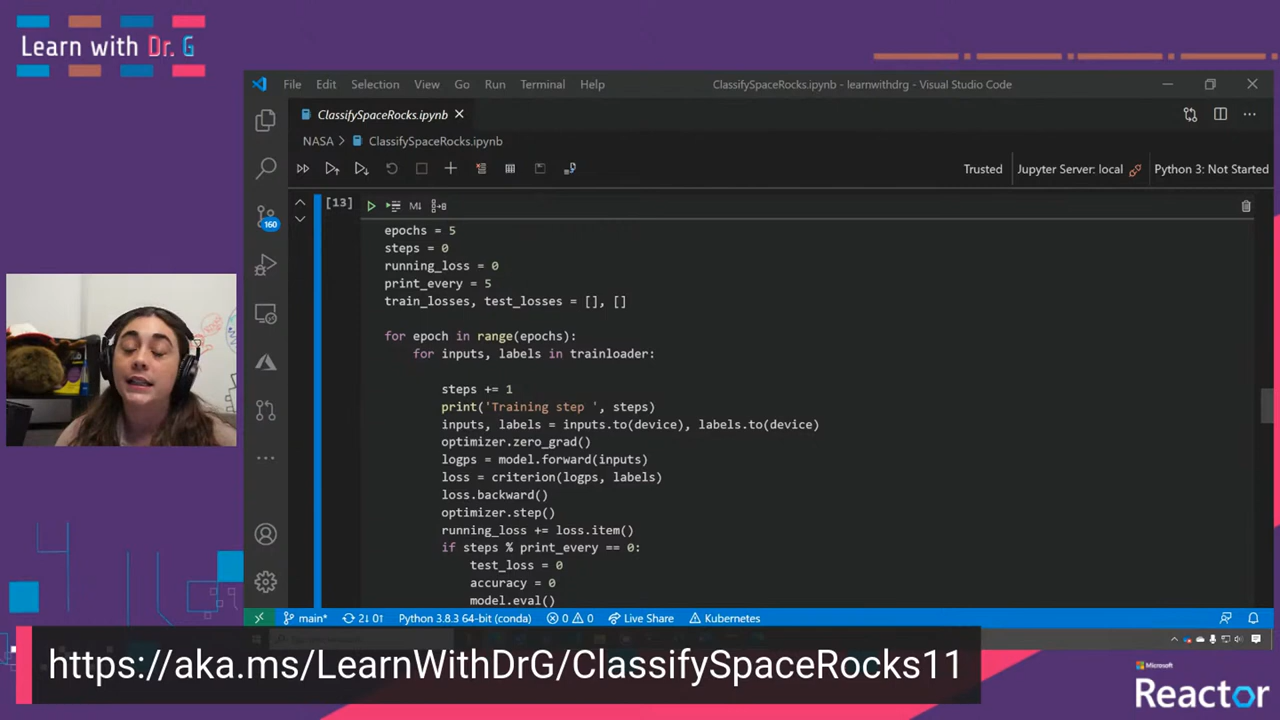 Learn with Dr. G
File Edit Selection View Go Run Terminal Help
ClassifySpaceRocks.ipynb - learnwithdrg - Visual Studio Code
ClassifySpaceRocks.ipynb
NASA > ClassifySpaceRocks.ipynb
Trusted
Jupyter Server: local
Python 3: Not Started
[13]
M↓
160
epochs = 5
steps = 0
running_loss = 0
print_every = 5
train_losses, test_losses = [], []
for epoch in range(epochs):
for inputs, labels in trainloader:
steps += 1
print('Training step ', steps)
inputs, labels = inputs.to(device), labels.to(device)
optimizer.zero_grad()
logps = model.forward(inputs)
loss = criterion(logps, labels)
loss.backward()
optimizer.step()
running_loss += loss.item()
if steps % print_every == 0:
test_loss = 0
accuracy = 0
model.eval()
main* 2↓ 0↑ Python 3.8.3 64-bit (conda) 0 0 Live Share Kubernetes
https://aka.ms/LearnWithDrG/ClassifySpaceRocks11
Microsoft
Reactor